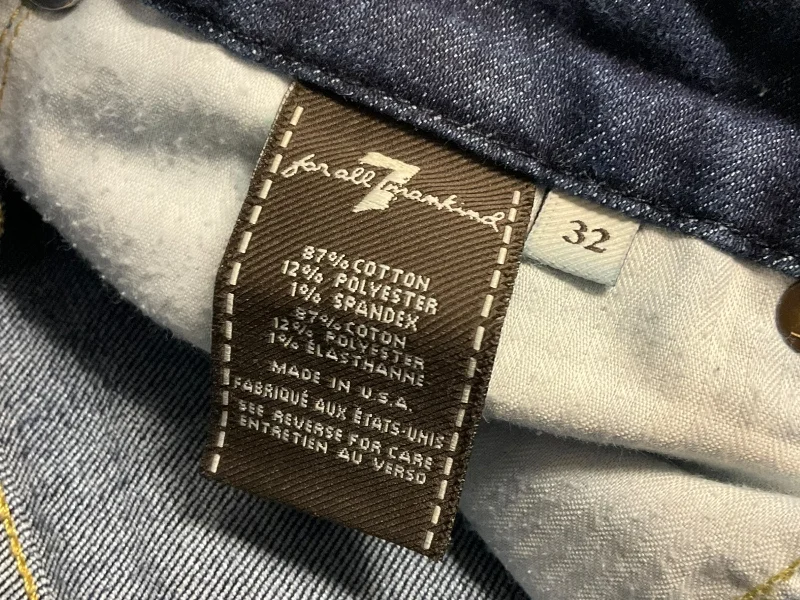 for all 7 mankind
32
87% COTTON
12% POLYESTER
1% SPANDEX
87% COTON
12% POLYESTER
1% ÉLASTHANNE
MADE IN U.S.A.
FABRIQUÉ AUX ÉTATS-UNIS
SEE REVERSE FOR CARE
ENTRETIEN AU VERSO